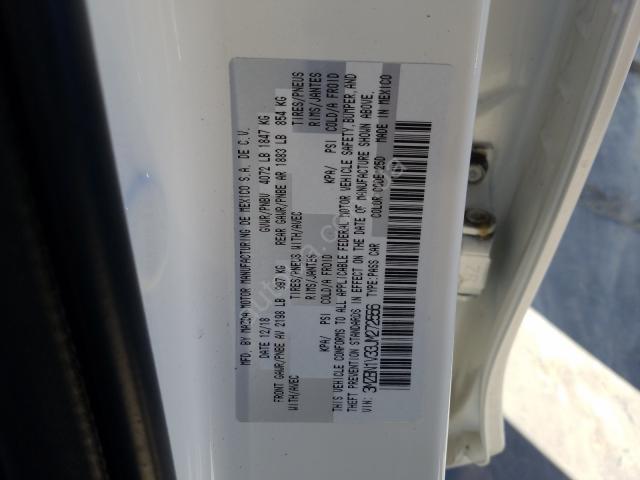 MFD. BY MAZDA MOTOR MANUFACTURING DE MEXICO S.A. DE C.V.
DATE 12/18 GVWR/PNBV 4072 LB 1847 KG
FRONT GAWR/PNBE AV 2198 LB 997 KG REAR GAWR/PNBE AR 1883 LB 854 KG
WITH/AVEC TIRES/PNEUS WITH/AVEC TIRES/PNEUS
RIMS/JANTES RIMS/JANTES
KPA/ PSI COLD/A FROID KPA/ PSI COLD/A FROID
THIS VEHICLE CONFORMS TO ALL APPLICABLE FEDERAL MOTOR VEHICLE SAFETY, BUMPER, AND
THEFT PREVENTION STANDARDS IN EFFECT ON THE DATE OF MANUFACTURE SHOWN ABOVE.
VIN: 3MZBN1V33JM272656 TYPE:PASS CAR COLOR CODE:25D MADE IN MEXICO